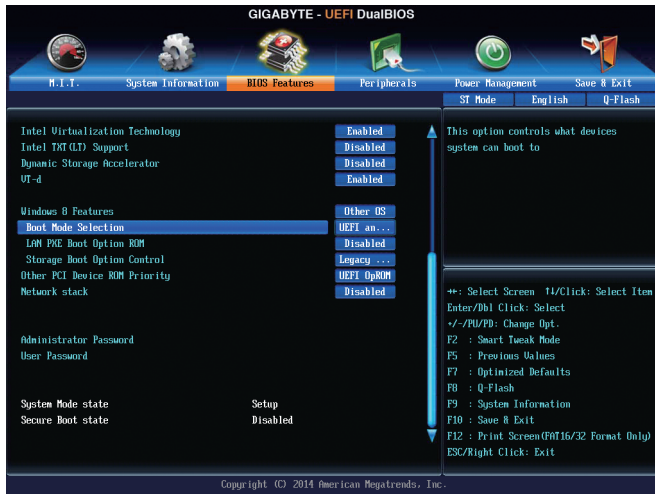 GIGABYTE - UEFI DualBIOS
M.I.T. System Information BIOS Features Peripherals Power Management Save & Exit
ST Mode English Q-Flash
Intel Virtualization Technology Enabled
Intel TXT(LT) Support Disabled
Dynamic Storage Accelerator Disabled
VT-d Enabled
Windows 8 Features Other OS
Boot Mode Selection UEFI an...
LAN PXE Boot Option ROM Disabled
Storage Boot Option Control Legacy ...
Other PCI Device ROM Priority UEFI OpROM
Network stack Disabled
Administrator Password
User Password
System Mode state Setup
Secure Boot state Disabled
This option controls what devices
system can boot to
→←: Select Screen ↑↓/Click: Select Item
Enter/Dbl Click: Select
+/-/PU/PD: Change Opt.
F2 : Smart Tweak Mode
F5 : Previous Values
F7 : Optimized Defaults
F8 : Q-Flash
F9 : System Information
F10 : Save & Exit
F12 : Print Screen(FAT16/32 Format Only)
ESC/Right Click: Exit
Copyright (C) 2014 American Megatrends, Inc.